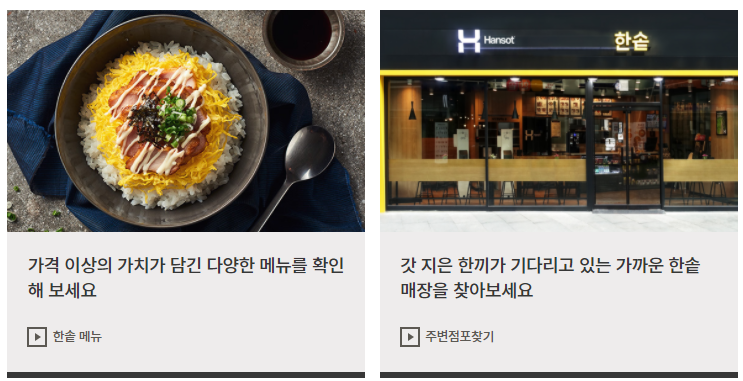 Hansot
한솥
가격 이상의 가치가 담긴 다양한 메뉴를 확인
해 보세요
한솥 메뉴
갓 지은 한끼가 기다리고 있는 가까운 한솥
매장을 찾아보세요
주변점포찾기